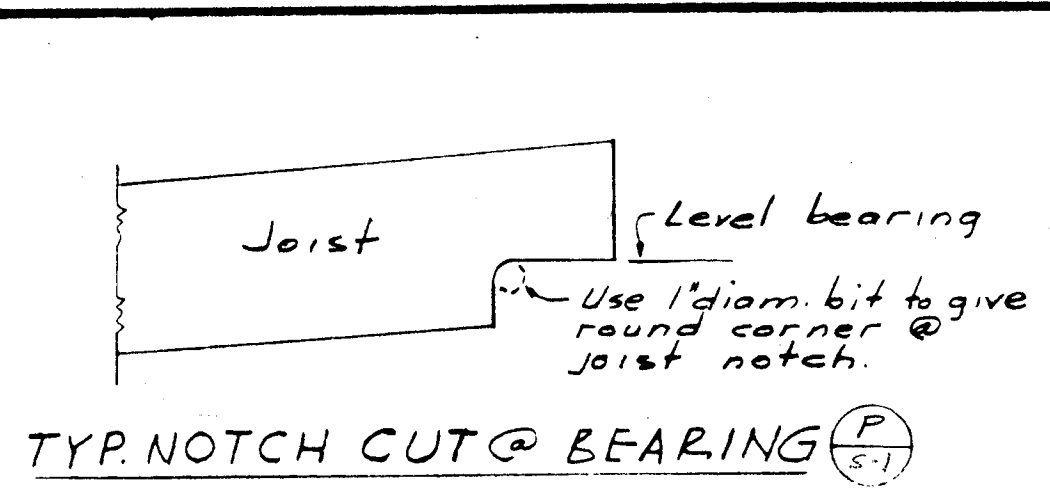 Joist
Level bearing
Use 1"diam. bit to give
round corner @
joist notch.
TYP. NOTCH CUT @ BEARING
P
S-1